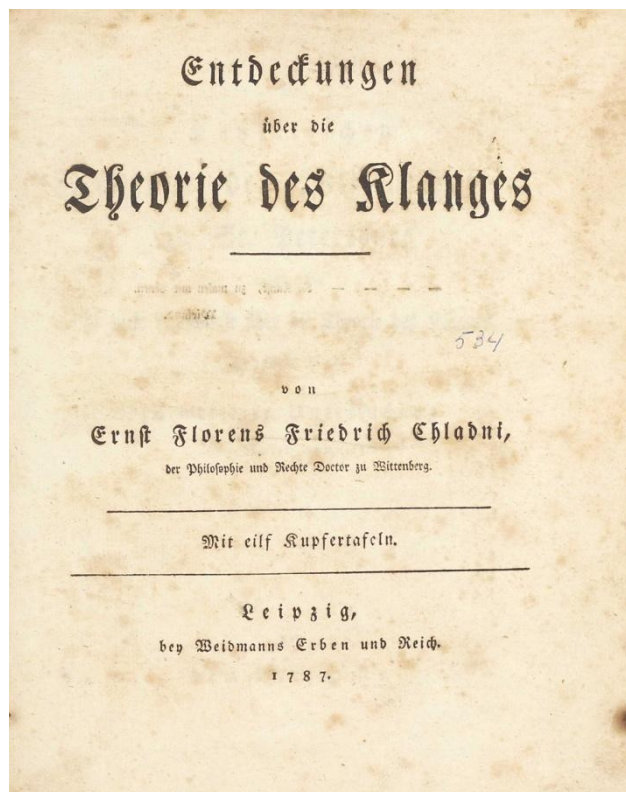 Entdeckungen
über die
Theorie des Klanges
534
von
Ernst Florens Friedrich Chladni,
der Philosophie und Rechte Doctor zu Wittenberg.
Mit eilf Kupfertafeln.
Leipzig,
bey Weidmanns Erben und Reich.
1787.